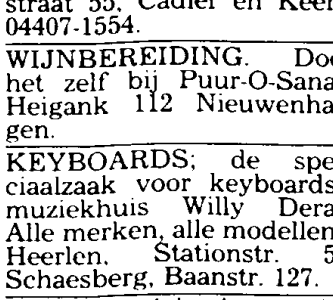 straat 55, Cadier en Keer
04407-1554.
WIJNBEREIDING. Doe
het zelf bij Puur-O-Sana
Heigank 112 Nieuwenha
gen.
KEYBOARDS; de spe
ciaalzaak voor keyboards
muziekhuis Willy Dera
Alle merken, alle modellen
Heerlen, Stationstr. 5
Schaesberg, Baanstr. 127.